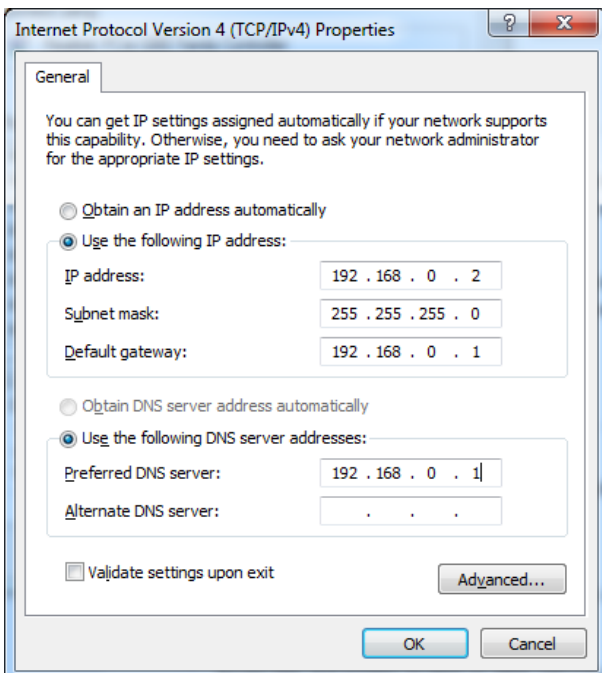 Internet Protocol Version 4 (TCP/IPv4) Properties
General
You can get IP settings assigned automatically if your network supports
this capability. Otherwise, you need to ask your network administrator
for the appropriate IP settings.
Obtain an IP address automatically
Use the following IP address:
IP address: 192 . 168 . 0 . 2
Subnet mask: 255 . 255 . 255 . 0
Default gateway: 192 . 168 . 0 . 1
Obtain DNS server address automatically
Use the following DNS server addresses:
Preferred DNS server: 192 . 168 . 0 . 1
Alternate DNS server: . . .
Validate settings upon exit
Advanced...
OK Cancel